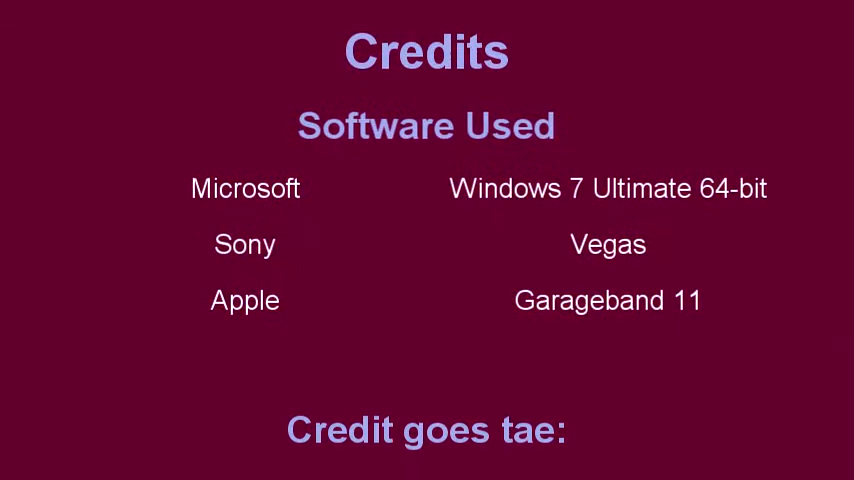 Credits
Software Used
Microsoft Windows 7 Ultimate 64-bit
Sony Vegas
Apple Garageband 11
Credit goes tae: